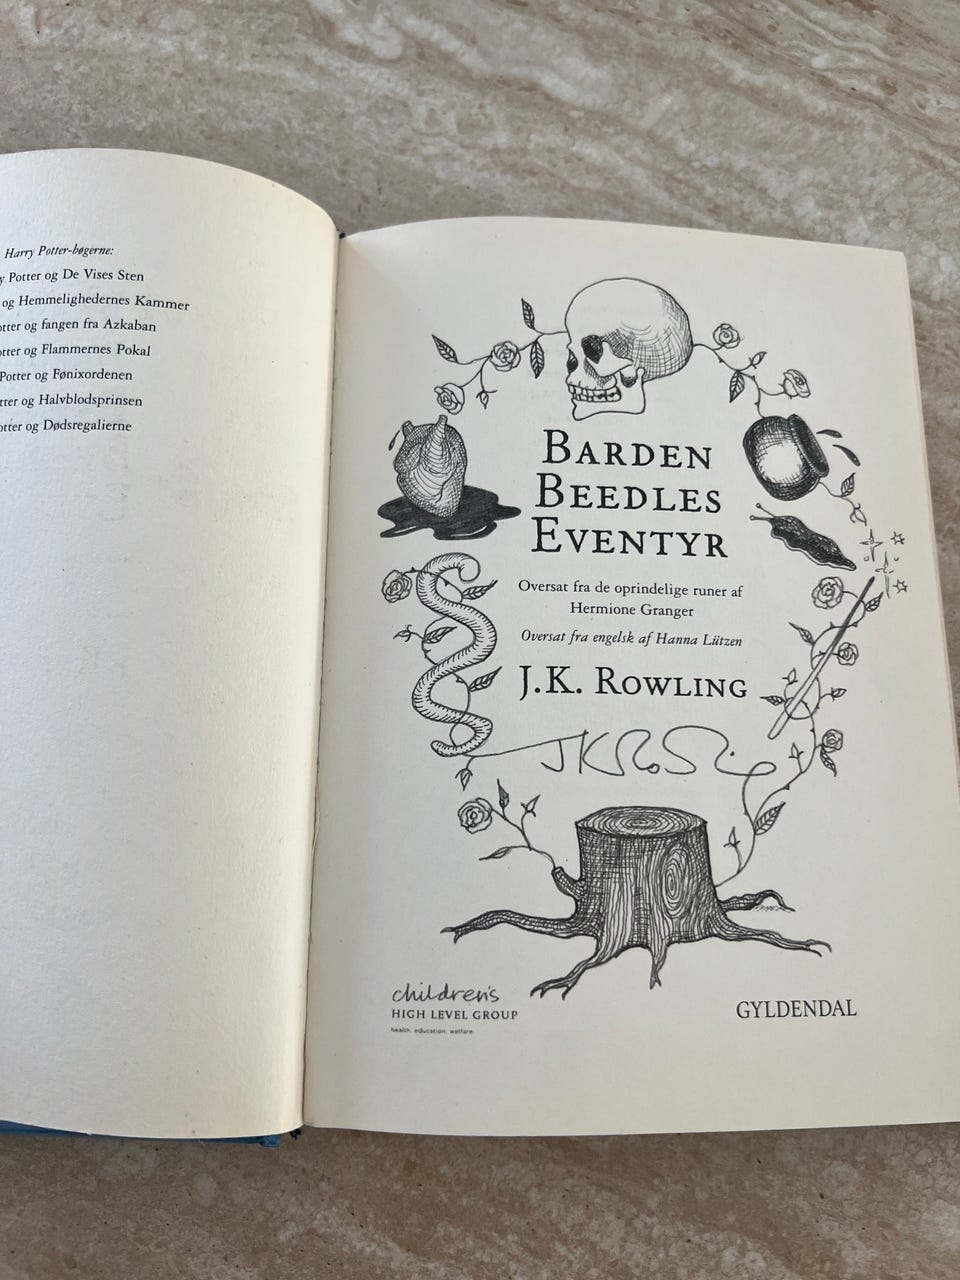 Harry Potter-bøgerne:
Potter og De Vises Sten
og Hemmelighedernes Kammer
og fangen fra Azkaban
og Flammernes Pokal
Potter og Fønixordenen
og Halvblodsprinsen
og Dødsregalierne
BARDEN
BEEDLES
EVENTYR
Oversat fra de oprindelige runer af
Hermione Granger
Oversat fra engelsk af Hanna Lützen
J.K. ROWLING
children's
HIGH LEVEL GROUP
health. education. welfare.
GYLDENDAL